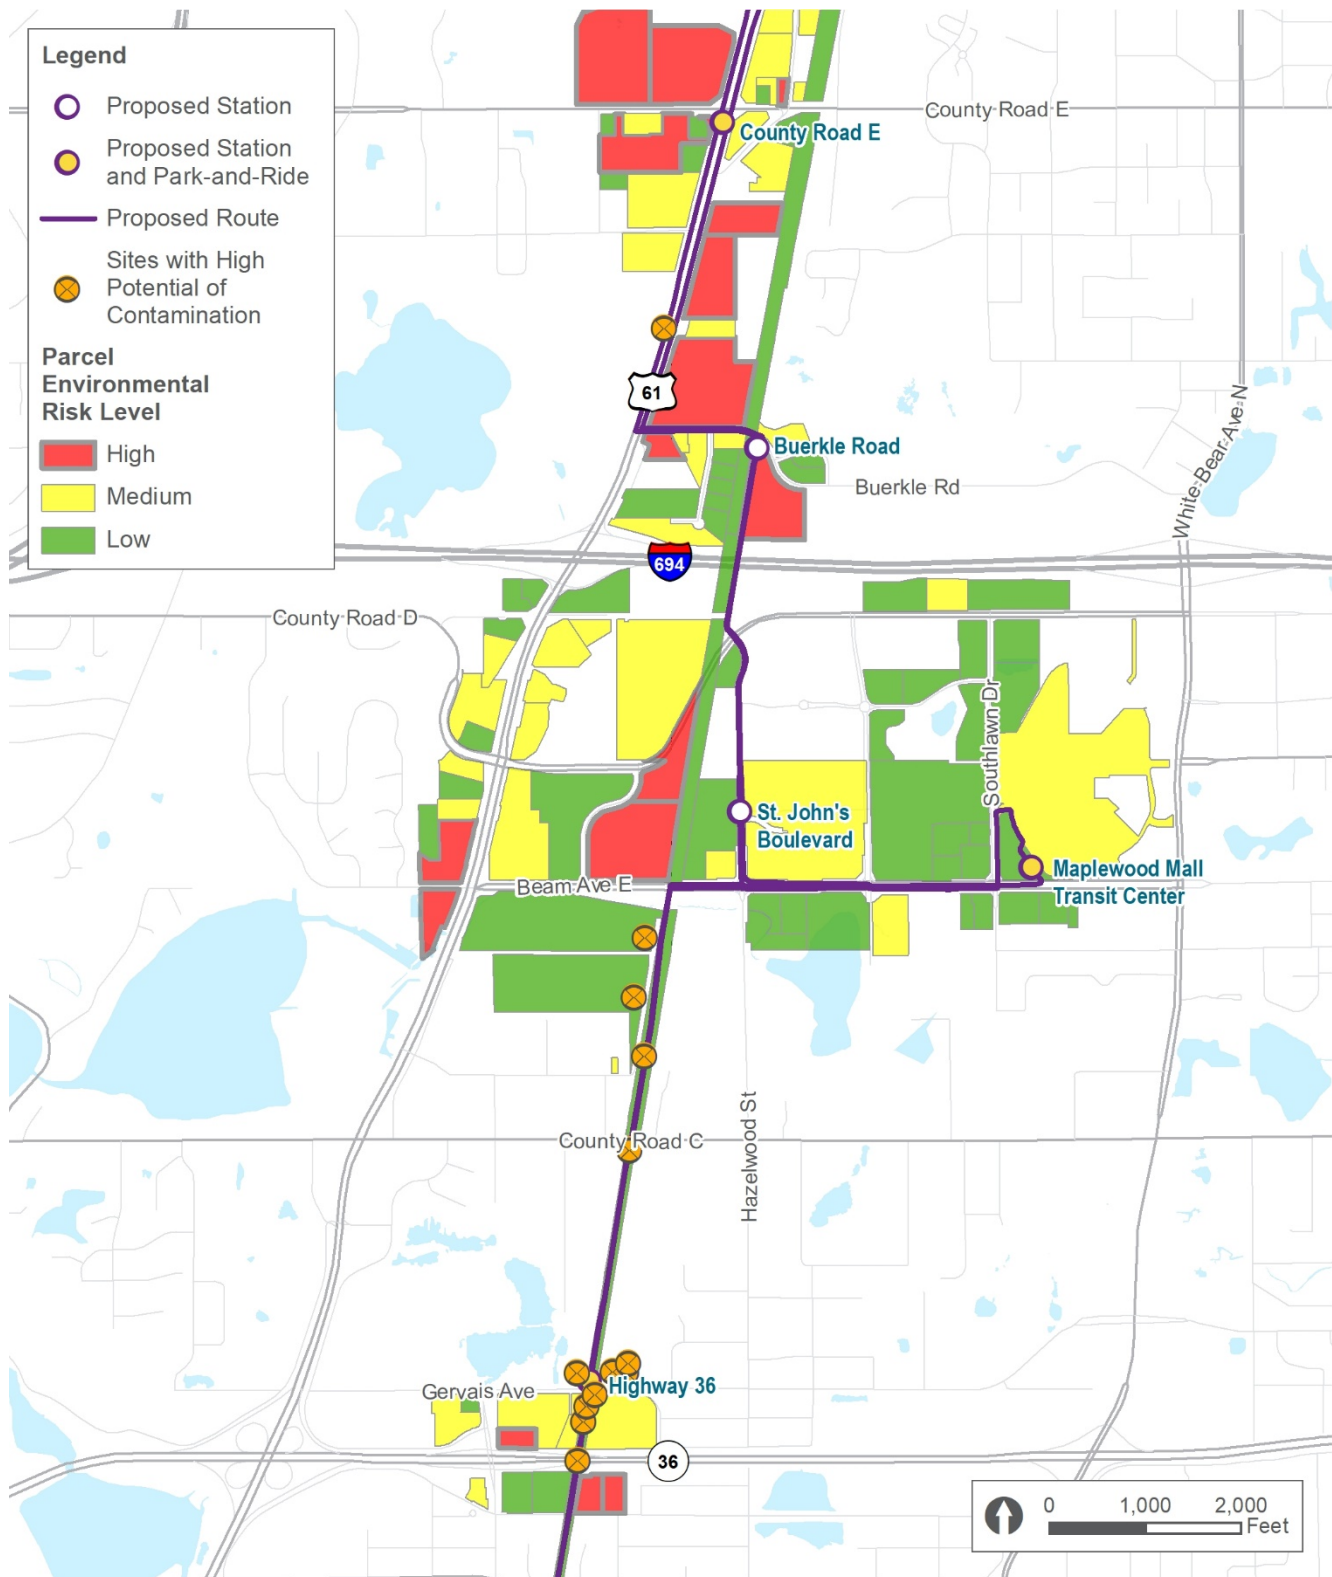 Legend
Proposed Station
Proposed Station
and Park-and-Ride
Proposed Route
Sites with High
Potential of
Contamination
Parcel
Environmental
Risk Level
High
Medium
Low
County Road E
County Road E
61
Buerkle Road
Buerkle Rd
White Bear Ave N
694
County Road D
Southlawn Dr
St. John's
Boulevard
Maplewood Mall
Transit Center
Beam Ave E
County Road C
Hazelwood St
Gervais Ave
Highway 36
36
0 1,000 2,000
Feet